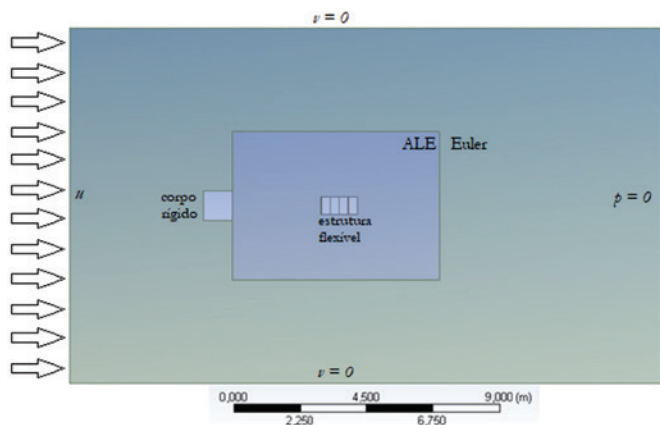 v = 0
ALE Euler
corpo
rígido
u
estrutura
flexível
p = 0
v = 0
0,000 4,500 9,000 (m)
2,250 6,750